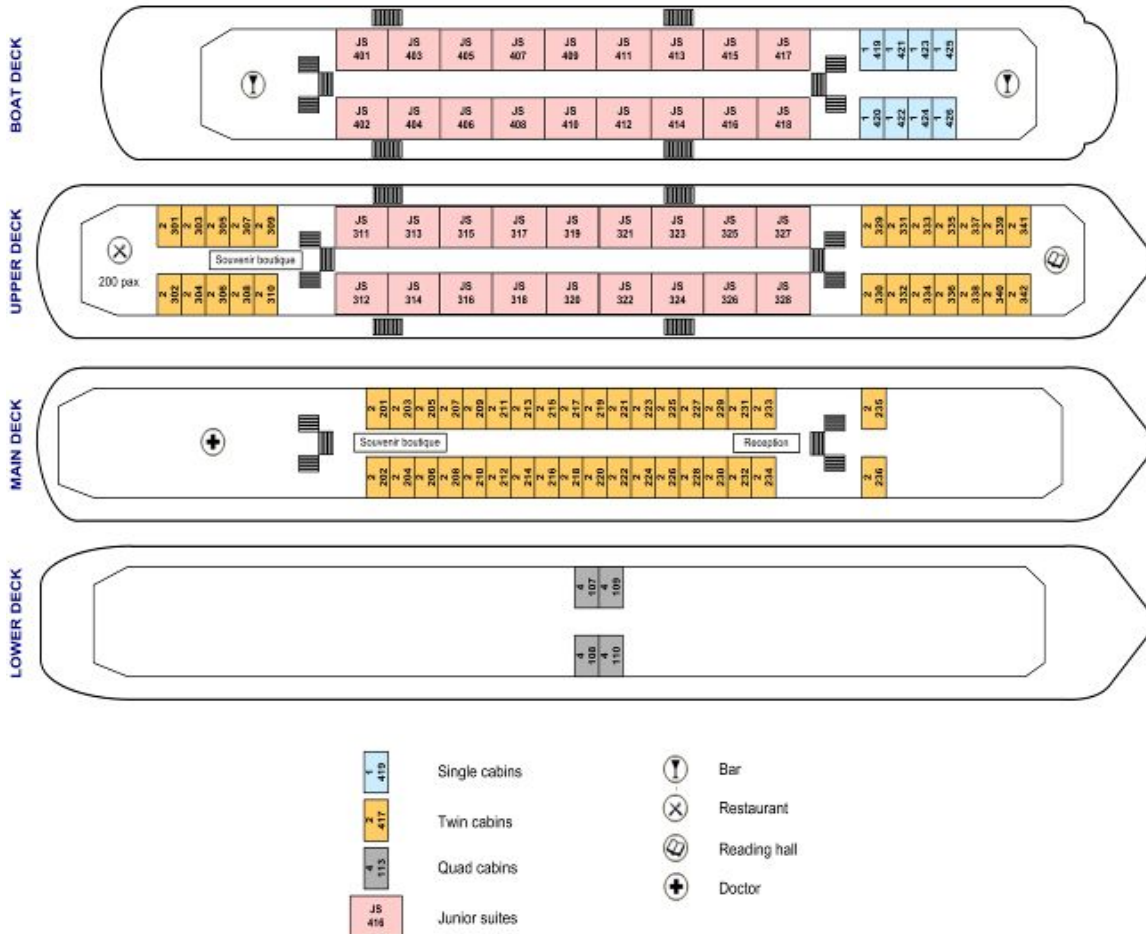 BOAT DECK
JS JS JS JS JS JS JS JS JS 1 1 1 1
401 403 405 407 409 411 413 415 417 419 421 423 425
JS JS JS JS JS JS JS JS JS 1 1 1 1
402 404 406 408 410 412 414 416 418 420 422 424 426
UPPER DECK
2 2 2 2 2 JS JS JS JS JS JS JS JS JS 2 2 2 2 2 2 2
301 303 305 307 309 311 313 315 317 319 321 323 325 327 329 331 333 335 337 339 341
Souvenir boutique
200 pax
2 2 2 2 2 JS JS JS JS JS JS JS JS JS 2 2 2 2 2 2 2
302 304 306 308 310 312 314 316 318 320 322 324 326 328 330 332 334 336 338 340 342
MAIN DECK
2 2 2 2 2 2 2 2 2 2 2 2 2 2 2 2 2 2
201 203 205 207 209 211 213 215 217 219 221 223 225 227 229 231 233 235
Souvenir boutique
Reception
2 2 2 2 2 2 2 2 2 2 2 2 2 2 2 2 2 2
202 204 206 208 210 212 214 216 218 220 222 224 226 228 230 232 234 236
LOWER DECK
4 4
107 109
4 4
108 110
1 419
Single cabins
2 417
Twin cabins
4 113
Quad cabins
JS
416
Junior suites
Bar
Restaurant
Reading hall
Doctor